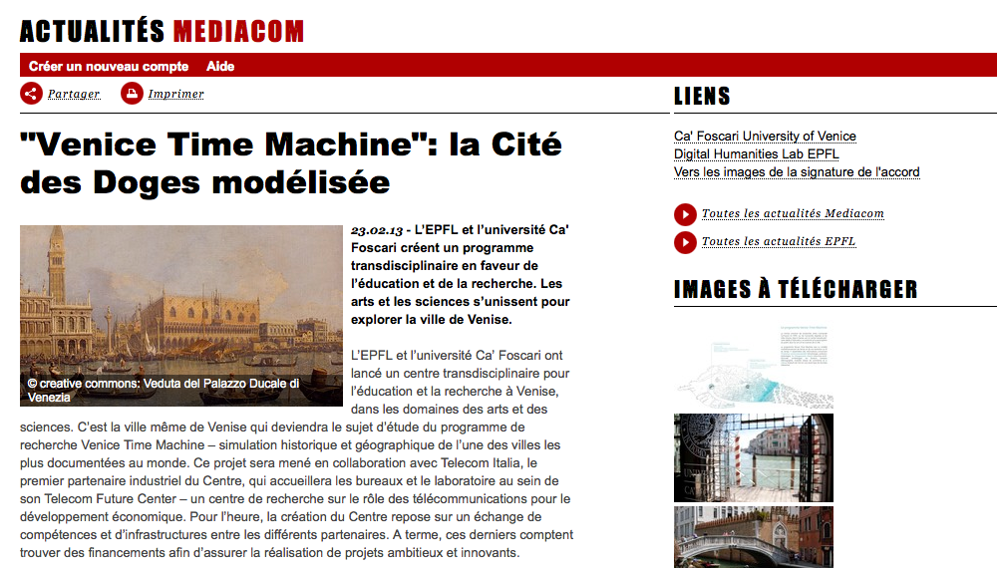 ACTUALITÉS MEDIACOM
Créer un nouveau compte Aide
Partager Imprimer
"Venice Time Machine": la Cité
des Doges modélisée
© creative commons: Veduta del Palazzo Ducale di
Venezia
23.02.13 - L'EPFL et l'université Ca'
Foscari créent un programme
transdisciplinaire en faveur de
l'éducation et de la recherche. Les
arts et les sciences s'unissent pour
explorer la ville de Venise.
L'EPFL et l'université Ca' Foscari ont
lancé un centre transdisciplinaire pour
l'éducation et la recherche à Venise,
dans les domaines des arts et des
sciences. C'est la ville même de Venise qui deviendra le sujet d'étude du programme de
recherche Venice Time Machine – simulation historique et géographique de l'une des villes les
plus documentées au monde. Ce projet sera mené en collaboration avec Telecom Italia, le
premier partenaire industriel du Centre, qui accueillera les bureaux et le laboratoire au sein de
son Telecom Future Center – un centre de recherche sur le rôle des télécommunications pour le
développement économique. Pour l'heure, la création du Centre repose sur un échange de
compétences et d'infrastructures entre les différents partenaires. A terme, ces derniers comptent
trouver des financements afin d'assurer la réalisation de projets ambitieux et innovants.
LIENS
Ca' Foscari University of Venice
Digital Humanities Lab EPFL
Vers les images de la signature de l'accord
Toutes les actualités Mediacom
Toutes les actualités EPFL
IMAGES À TÉLÉCHARGER